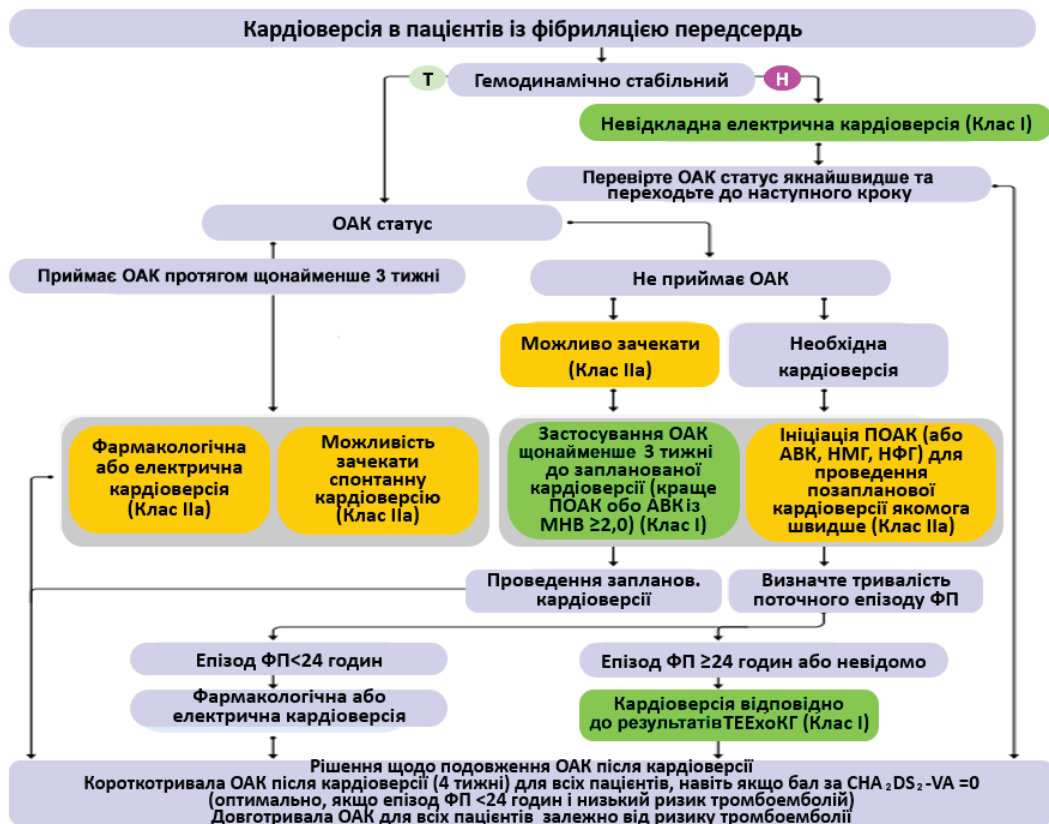 Кардіоверсія в пацієнтів із фібриляцією передсердь
Т
Гемодинамічно стабільний
Н
Невідкладна електрична кардіоверсія (Клас I)
Перевірте ОАК статус якнайшвидше та
переходьте до наступного кроку
ОАК статус
Приймає ОАК протягом щонайменше 3 тижні
Не приймає ОАК
Можливо зачекати
(Клас IIa)
Необхідна
кардіоверсія
Фармакологічна
або електрична
кардіоверсія
(Клас IIa)
Можливість
зачекати
спонтанну
кардіоверсію
(Клас IIa)
Застосування ОАК
щонайменше 3 тижні
до запланованої
кардіоверсії (краще
ПОАК або АВК із
МНВ ≥2,0) (Клас I)
Ініціація ПОАК (або
АВК, НМГ, НФГ) для
проведення
позапланової
кардіоверсії якомога
швидше (Клас IIa)
Проведення заплан.
кардіоверсії
Визначте тривалість
поточного епізоду ФП
Епізод ФП<24 годин
Епізод ФП ≥24 годин або невідомо
Фармакологічна або
електрична кардіоверсія
Кардіоверсія відповідно
до результатів ТЕЕхоКГ (Клас I)
Рішення щодо подовження ОАК після кардіоверсії
Короткотривала ОАК після кардіоверсії (4 тижні) для всіх пацієнтів, навіть якщо бал за CHA₂DS₂-VA =0
(оптимально, якщо епізод ФП <24 годин і низький ризик тромбоемболій)
Довготривала ОАК для всіх пацієнтів залежно від ризику тромбоемболії